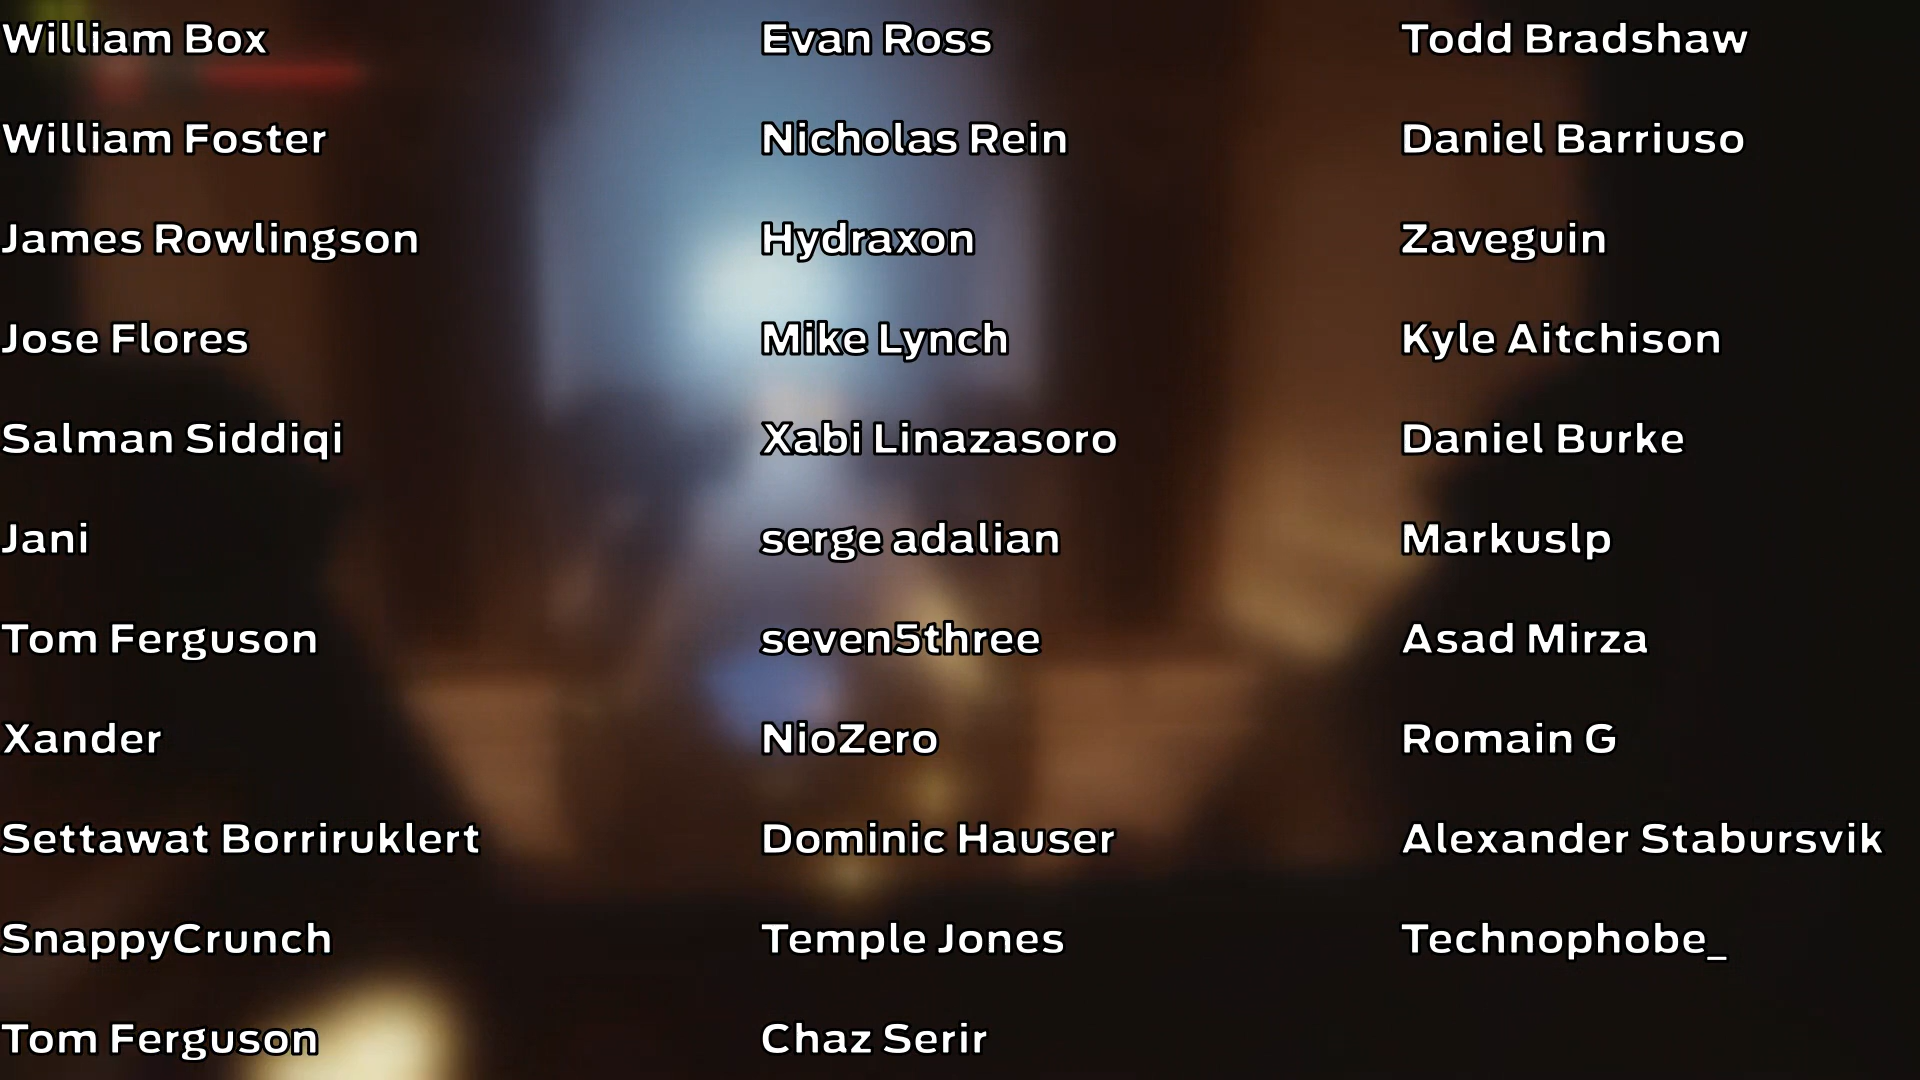 William Box
William Foster
James Rowlingson
Jose Flores
Salman Siddiqi
Jani
Tom Ferguson
Xander
Settawat Borriruklert
SnappyCrunch
Tom Ferguson
Evan Ross
Nicholas Rein
Hydraxon
Mike Lynch
Xabi Linazasoro
serge adalian
seven5three
NioZero
Dominic Hauser
Temple Jones
Chaz Serir
Todd Bradshaw
Daniel Barriuso
Zaveguin
Kyle Aitchison
Daniel Burke
Markuslp
Asad Mirza
Romain G
Alexander Stabursvik
Technophobe_